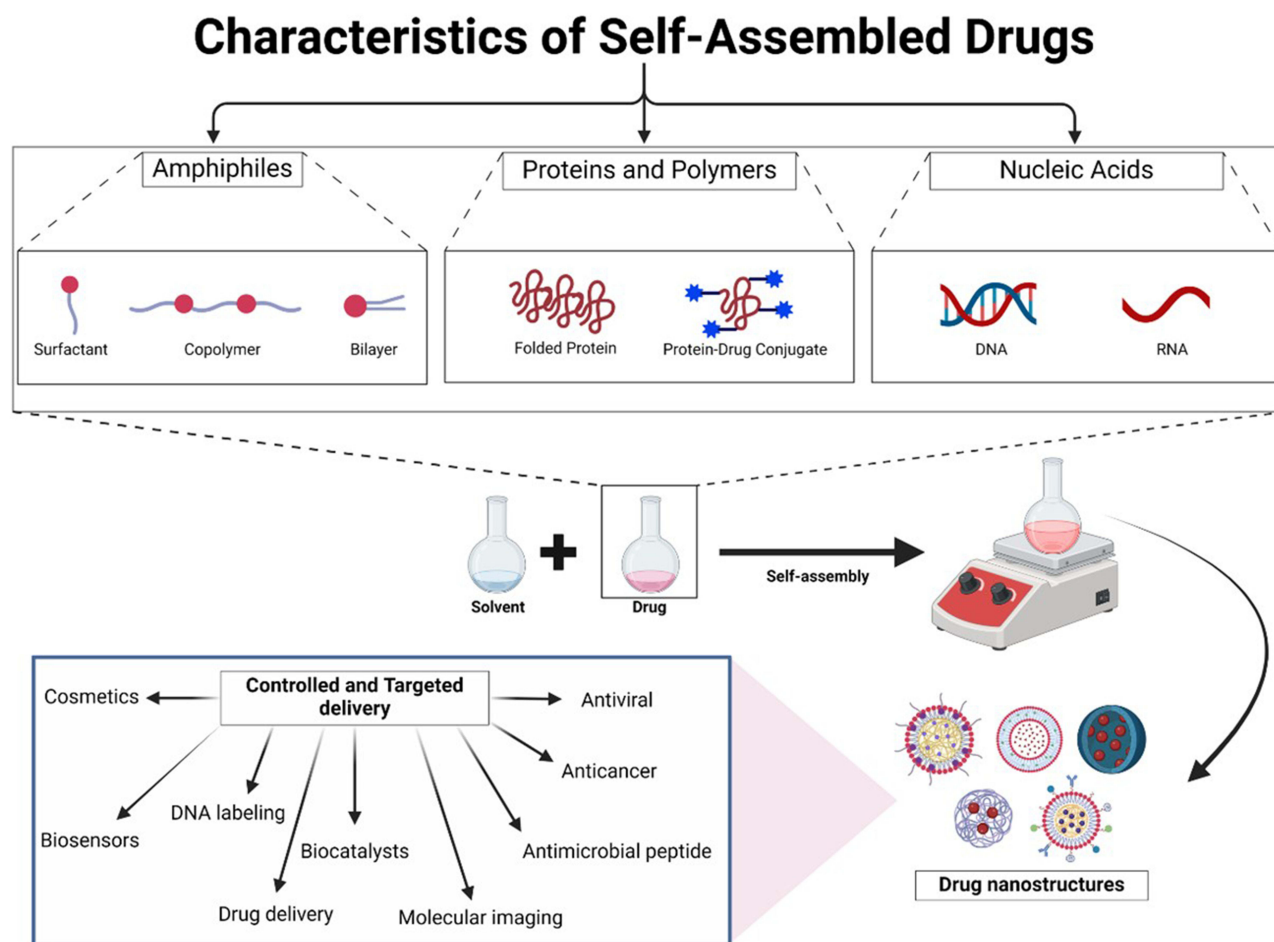 Characteristics of Self-Assembled Drugs
Amphiphiles
Proteins and Polymers
Nucleic Acids
Surfactant
Copolymer
Bilayer
Folded Protein
Protein-Drug Conjugate
DNA
RNA
Solvent
Drug
Self-assembly
Controlled and Targeted
delivery
Cosmetics
Antiviral
Anticancer
DNA labeling
Biosensors
Biocatalysts
Antimicrobial peptide
Drug delivery
Molecular imaging
Drug nanostructures